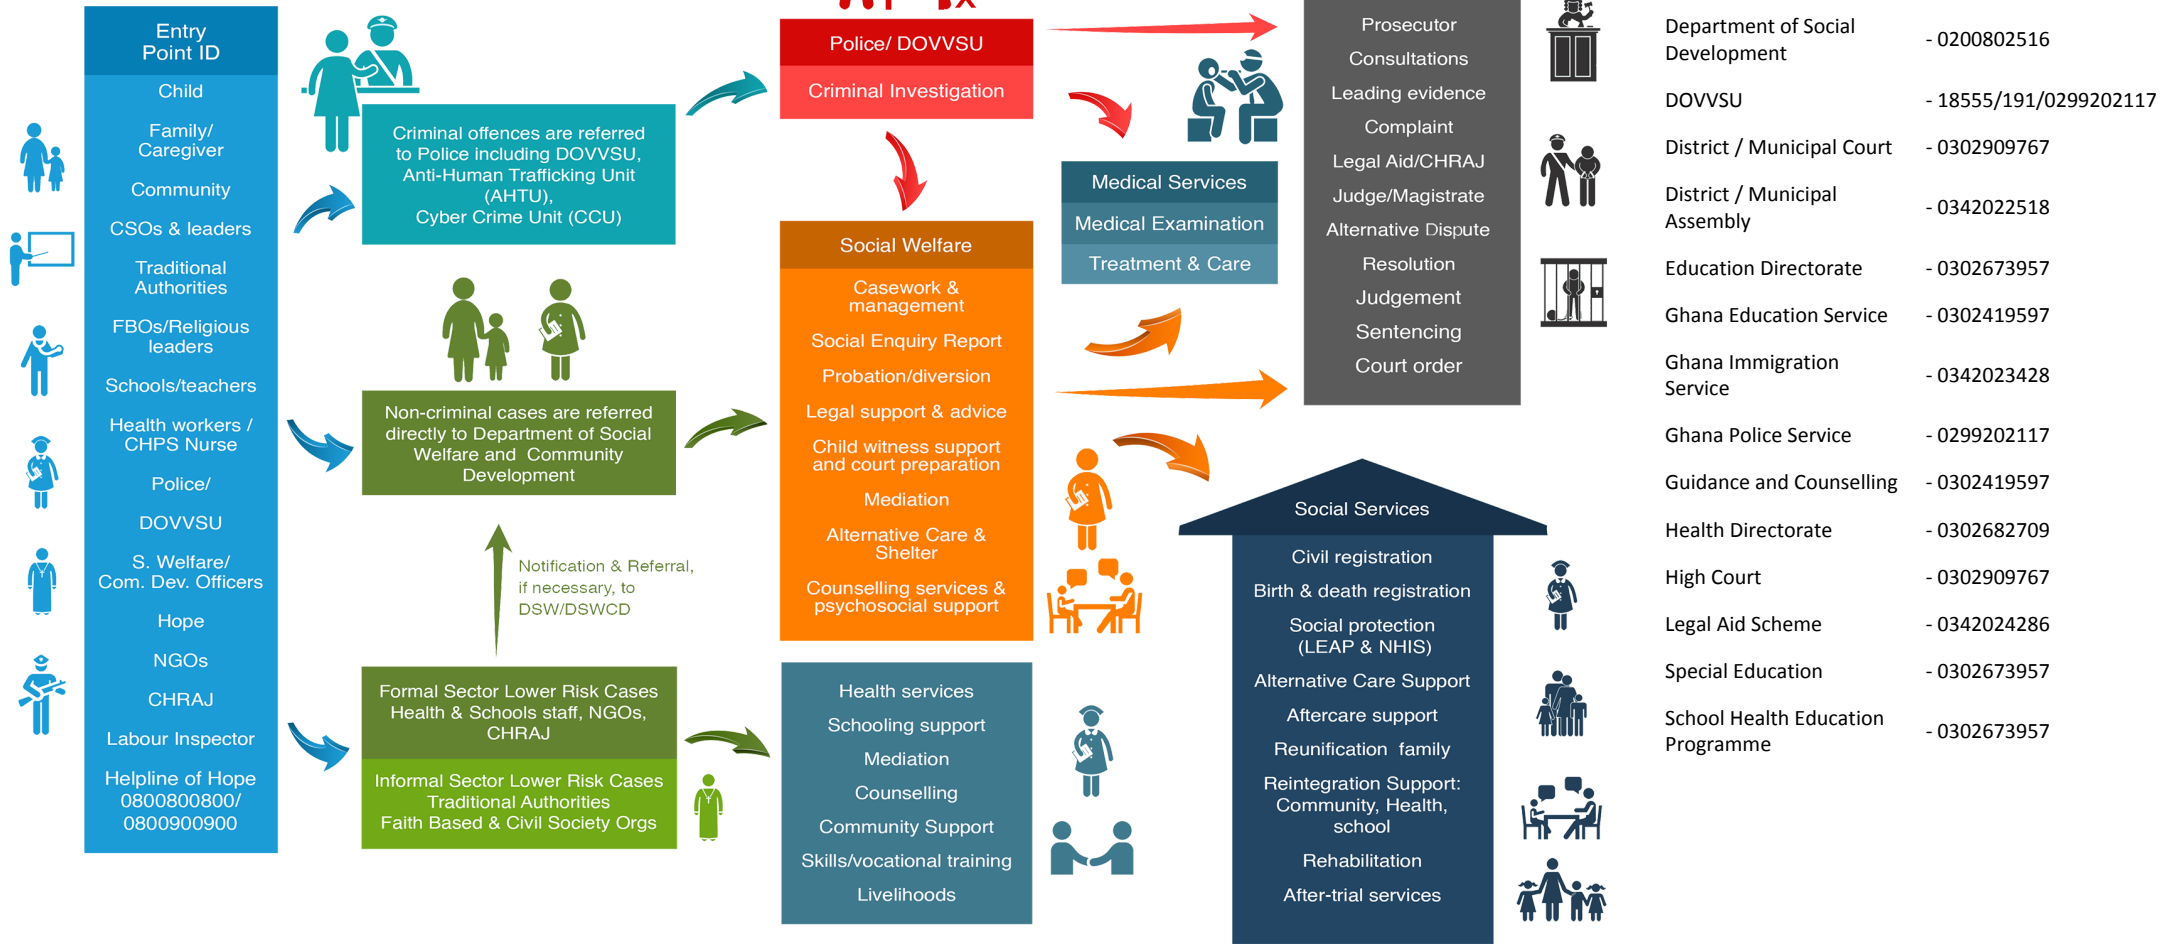 Entry
Point ID
Child
Family/
Caregiver
Community
CSOs & leaders
Traditional
Authorities
FBOs/Religious
leaders
Schools/teachers
Health workers /
CHPS Nurse
Police/
DOVVSU
S. Welfare/
Com. Dev. Officers
Hope
NGOs
CHRAJ
Labour Inspector
Helpline of Hope
0800800800/
0800900900
Criminal offences are referred
to Police including DOVVSU,
Anti-Human Trafficking Unit
(AHTU),
Cyber Crime Unit (CCU)
Non-criminal cases are referred
directly to Department of Social
Welfare and Community
Development
Notification & Referral,
if necessary, to
DSW/DSWCD
Formal Sector Lower Risk Cases
Health & Schools staff, NGOs,
CHRAJ
Informal Sector Lower Risk Cases
Traditional Authorities
Faith Based & Civil Society Orgs
Police/ DOVVSU
Criminal Investigation
Social Welfare
Casework &
management
Social Enquiry Report
Probation/diversion
Legal support & advice
Child witness support
and court preparation
Mediation
Alternative Care &
Shelter
Counselling services &
psychosocial support
Health services
Schooling support
Mediation
Counselling
Community Support
Skills/vocational training
Livelihoods
Medical Services
Medical Examination
Treatment & Care
Prosecutor
Consultations
Leading evidence
Complaint
Legal Aid/CHRAJ
Judge/Magistrate
Alternative Dispute
Resolution
Judgement
Sentencing
Court order
Social Services
Civil registration
Birth & death registration
Social protection
(LEAP & NHIS)
Alternative Care Support
Aftercare support
Reunification family
Reintegration Support:
Community, Health,
school
Rehabilitation
After-trial services
Department of Social
Development - 0200802516
DOVVSU - 18555/191/0299202117
District / Municipal Court - 0302909767
District / Municipal
Assembly - 0342022518
Education Directorate - 0302673957
Ghana Education Service - 0302419597
Ghana Immigration
Service - 0342023428
Ghana Police Service - 0299202117
Guidance and Counselling - 0302419597
Health Directorate - 0302682709
High Court - 0302909767
Legal Aid Scheme - 0342024286
Special Education - 0302673957
School Health Education
Programme - 0302673957